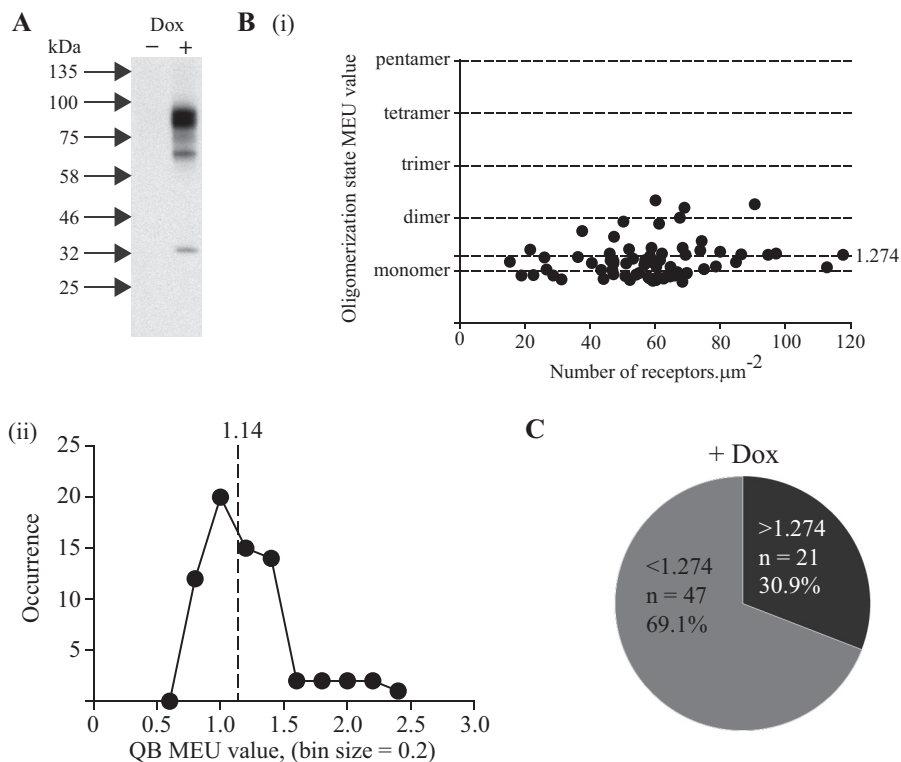 A
Dox
kDa − +
135
100
75
58
46
32
25
B (i)
Oligomerization state MEU value
pentamer
tetramer
trimer
dimer
monomer
1.274
0 20 40 60 80 100 120
Number of receptors.µm-2
(ii)
1.14
Occurrence
25
20
15
10
5
0 0.5 1.0 1.5 2.0 2.5 3.0
QB MEU value, (bin size = 0.2)
C
+ Dox
>1.274
n = 21
30.9%
<1.274
n = 47
69.1%